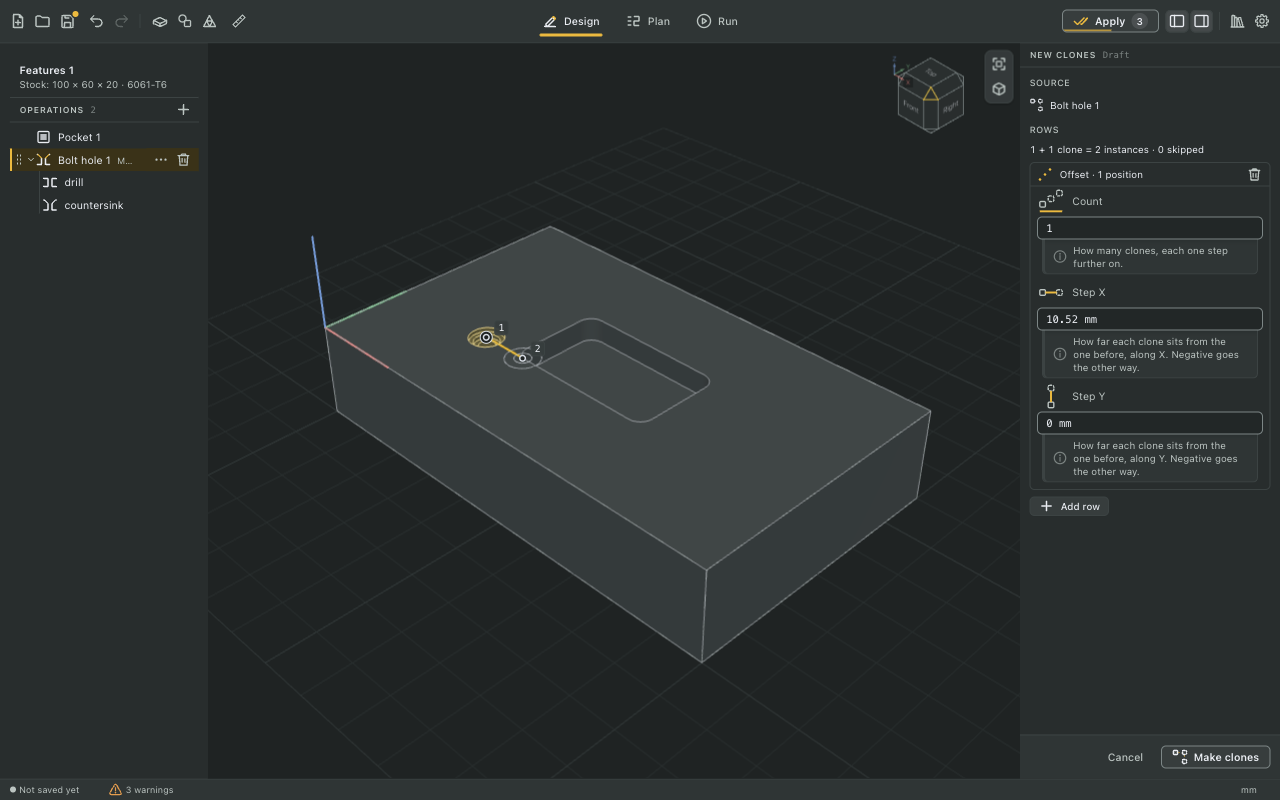 Design
Plan
Run
Apply 3
Features 1
Stock: 100 × 60 × 20 · 6061-T6
OPERATIONS 2
Pocket 1
Bolt hole 1 M...
drill
countersink
1
2
Top
Front
Right
NEW CLONES Draft
SOURCE
Bolt hole 1
ROWS
1 + 1 clone = 2 instances · 0 skipped
Offset · 1 position
Count
1
How many clones, each one step
further on.
Step X
10.52 mm
How far each clone sits from the
one before, along X. Negative goes
the other way.
Step Y
0 mm
How far each clone sits from the
one before, along Y. Negative goes
the other way.
Add row
Cancel
Make clones
Not saved yet
3 warnings
mm